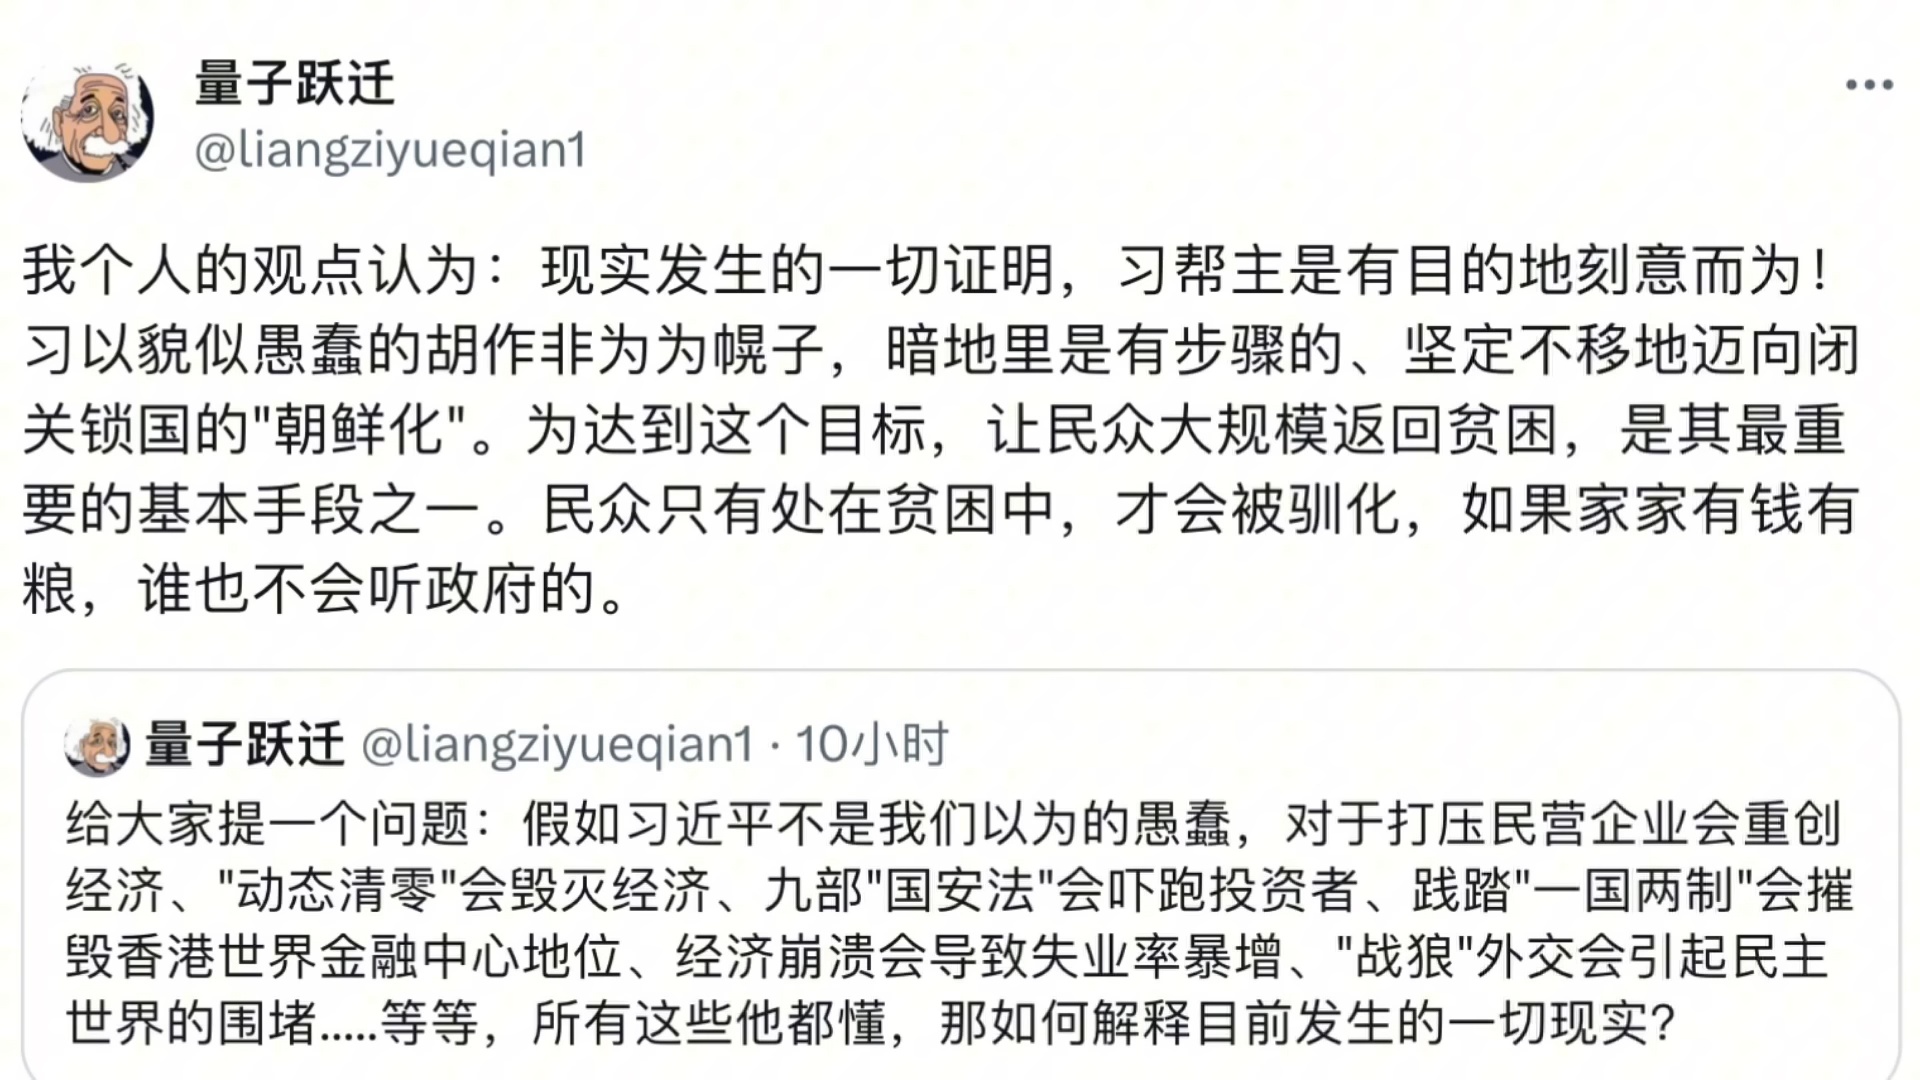 量子跃迁
@liangziyueqian1
我个人的观点认为：现实发生的一切证明，习帮主是有目的地刻意而为！
习以貌似愚蠢的胡作非为为幌子，暗地里是有步骤的、坚定不移地迈向闭
关锁国的"朝鲜化"。为达到这个目标，让民众大规模返回贫困，是其最重
要的基本手段之一。民众只有处在贫困中，才会被驯化，如果家家有钱有
粮，谁也不会听政府的。
量子跃迁 @liangziyueqian1 · 10小时
给大家提一个问题：假如习近平不是我们以为的愚蠢，对于打压民营企业会重创
经济、"动态清零"会毁灭经济、九部"国安法"会吓跑投资者、践踏"一国两制"会摧
毁香港世界金融中心地位、经济崩溃会导致失业率暴增、"战狼"外交会引起民主
世界的围堵.....等等，所有这些他都懂，那如何解释目前发生的一切现实?